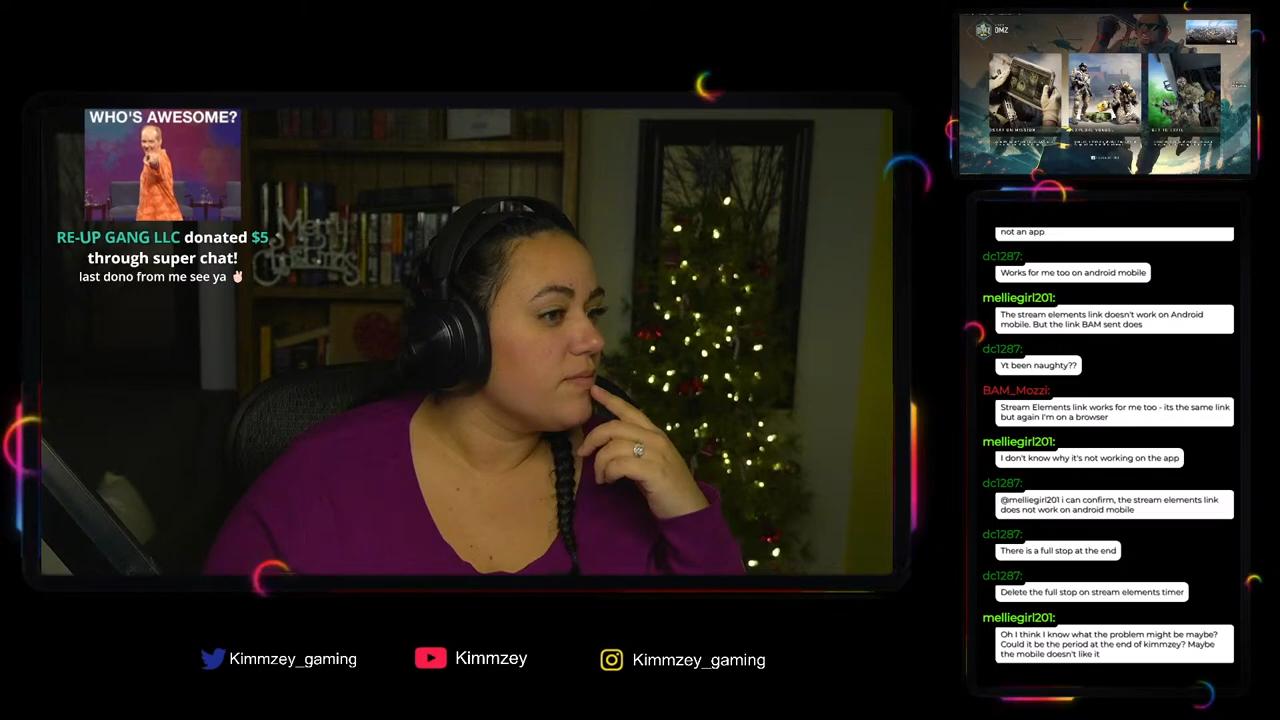 WHO'S AWESOME?
RE-UP GANG LLC donated $5
through super chat!
last dono from me see ya ✌🏻
Kimmzey_gaming
Kimmzey
Kimmzey_gaming
DMZ
not an app
dc1287:
Works for me too on android mobile
melliegirl201:
The stream elements link doesn't work on Android
mobile. But the link BAM sent does
dc1287:
Yt been naughty??
BAM_Mozzi:
Stream Elements link works for me too - its the same link
but again I'm on a browser
melliegirl201:
I don't know why it's not working on the app
dc1287:
@melliegirl201 i can confirm, the stream elements link
does not work on android mobile
dc1287:
There is a full stop at the end
dc1287:
Delete the full stop on stream elements timer
melliegirl201:
Oh I think I know what the problem might be maybe?
Could it be the period at the end of kimmzey? Maybe
the mobile doesn't like it